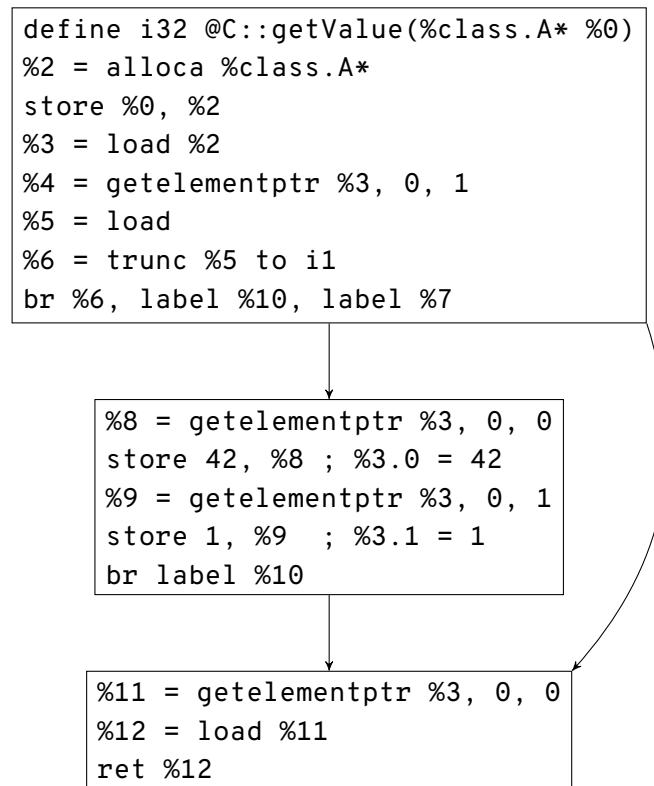 define i32 @C::getValue(%class.A* %0)
%2 = alloca %class.A*
store %0, %2
%3 = load %2
%4 = getelementptr %3, 0, 1
%5 = load
%6 = trunc %5 to i1
br %6, label %10, label %7
%8 = getelementptr %3, 0, 0
store 42, %8 ; %3.0 = 42
%9 = getelementptr %3, 0, 1
store 1, %9  ; %3.1 = 1
br label %10
%11 = getelementptr %3, 0, 0
%12 = load %11
ret %12